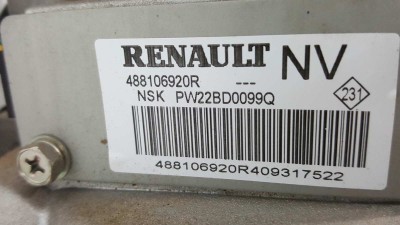 RENAULT NV
488106920R ---
NSK PW22BD0099Q
231
488106920R409317522